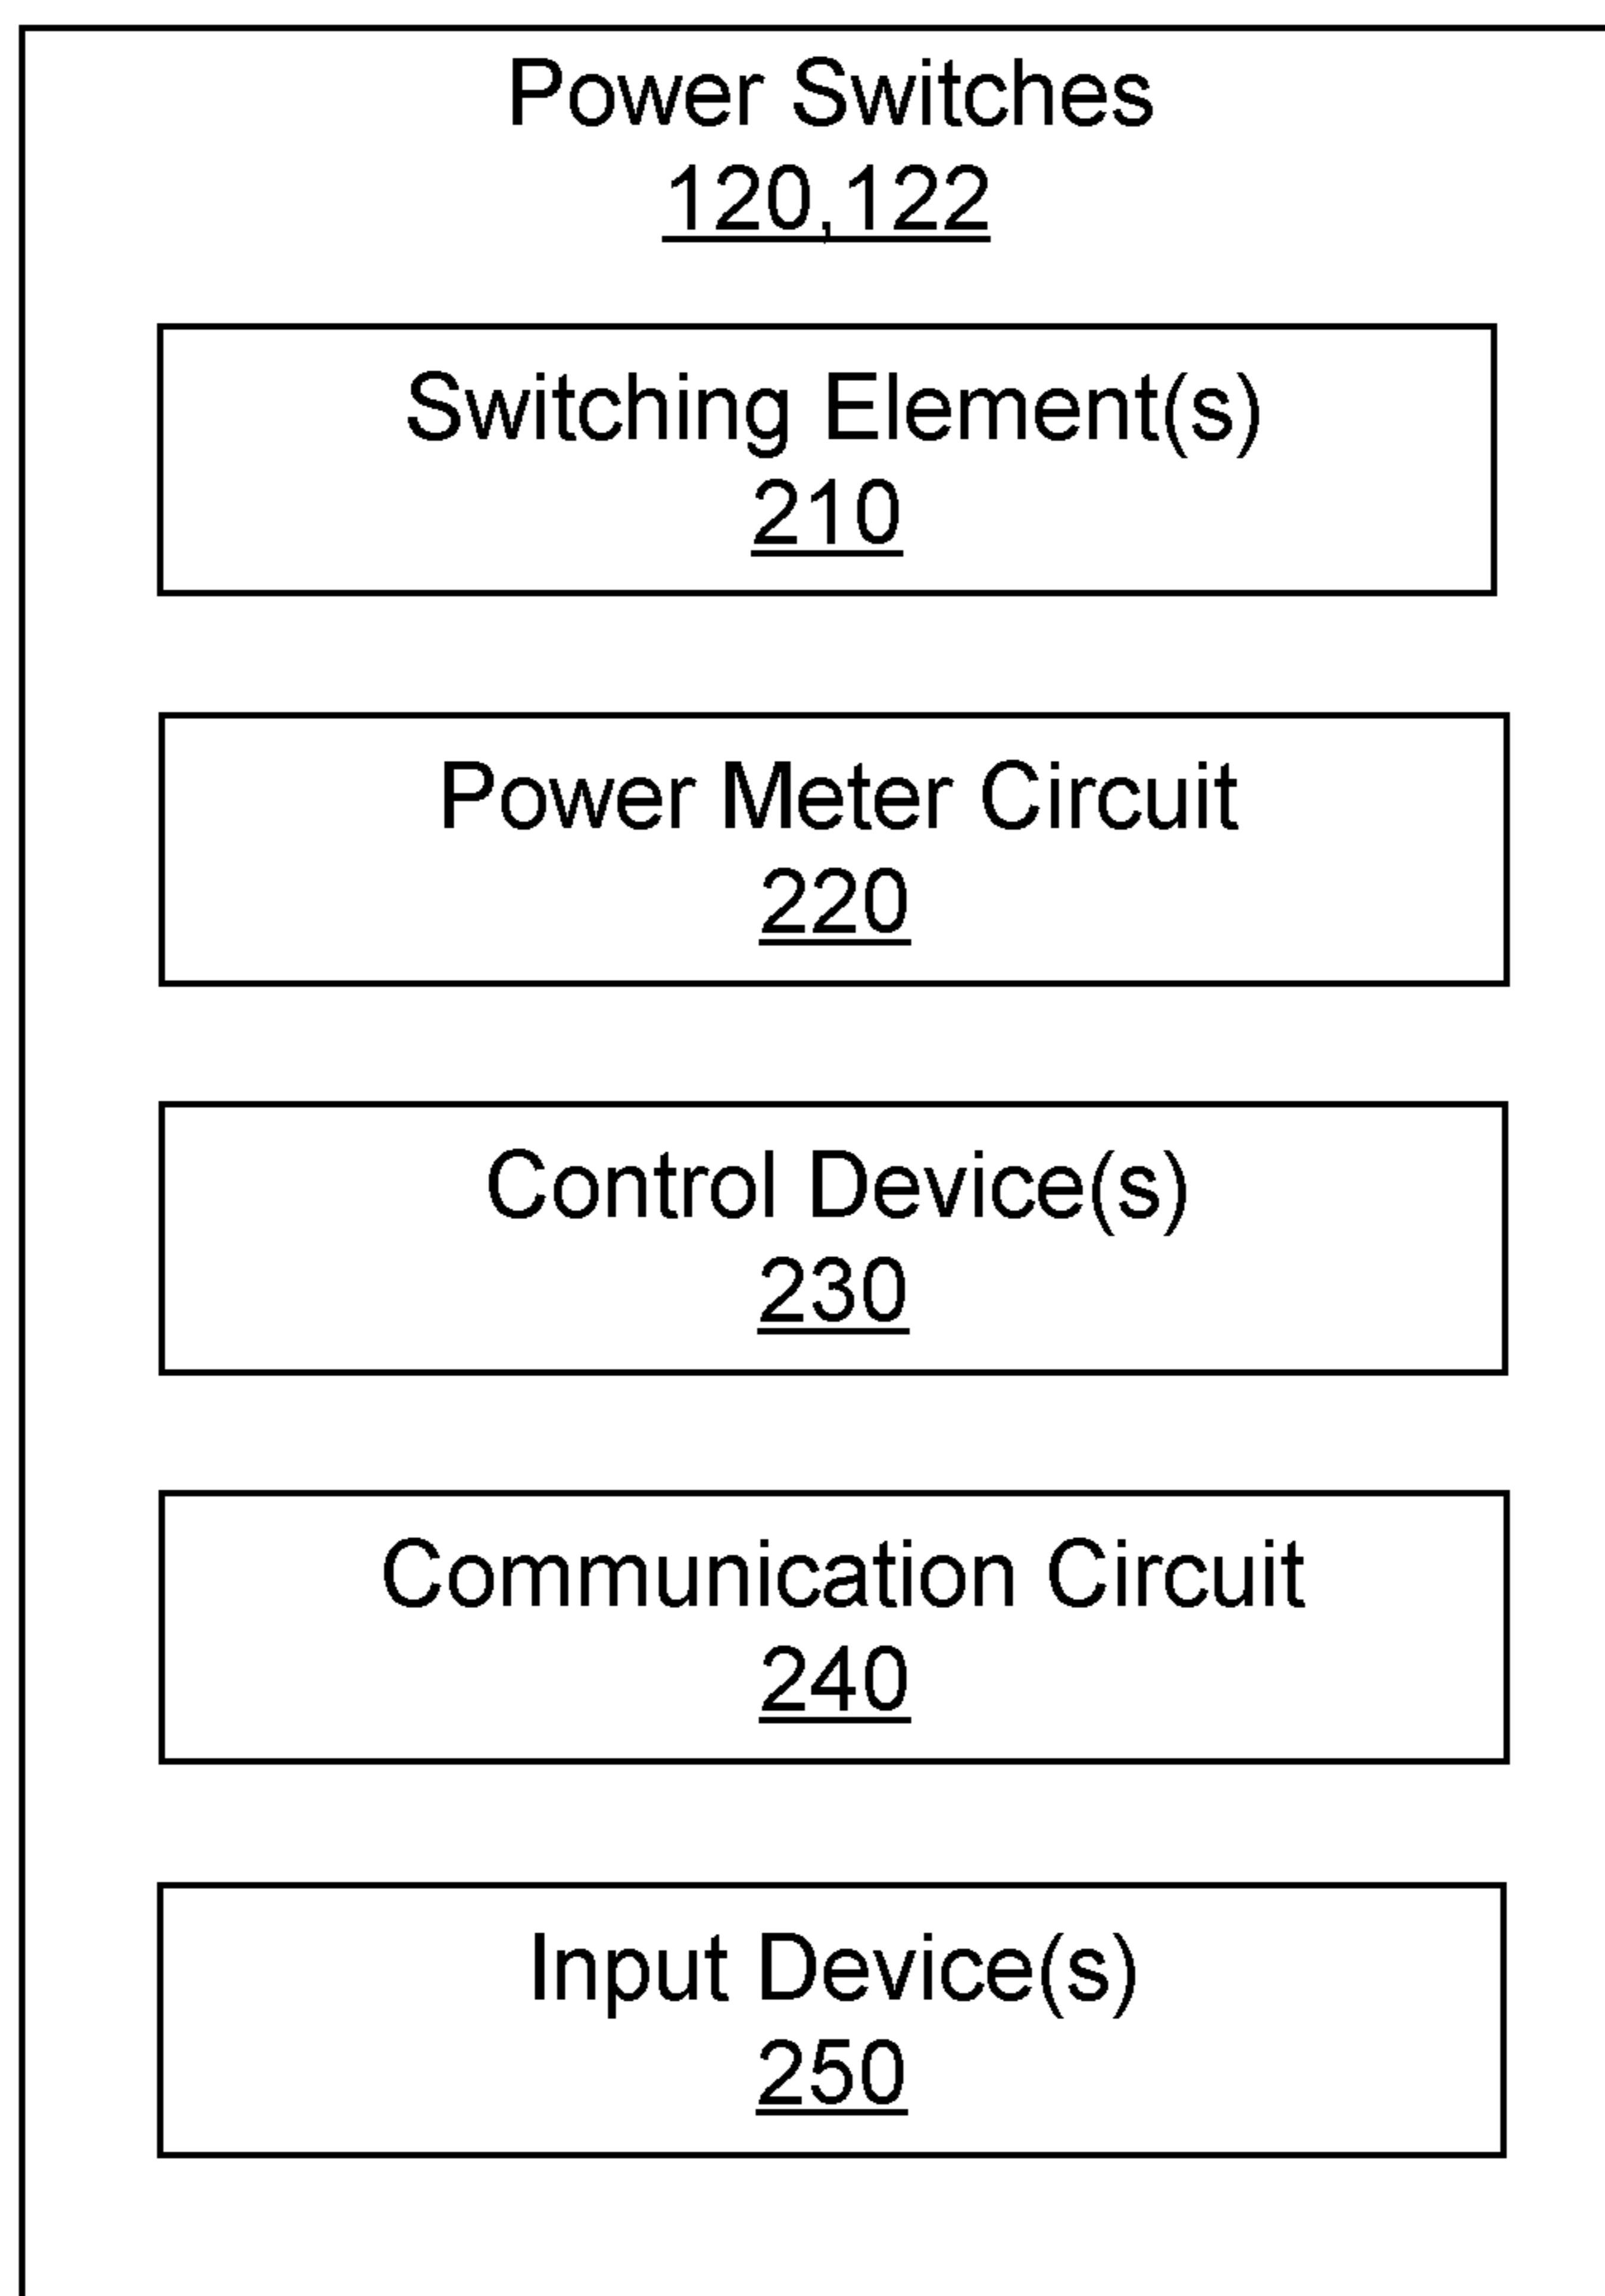 Power Switches
120,122
Switching Element(s)
210
Power Meter Circuit
220
Control Device(s)
230
Communication Circuit
240
Input Device(s)
250